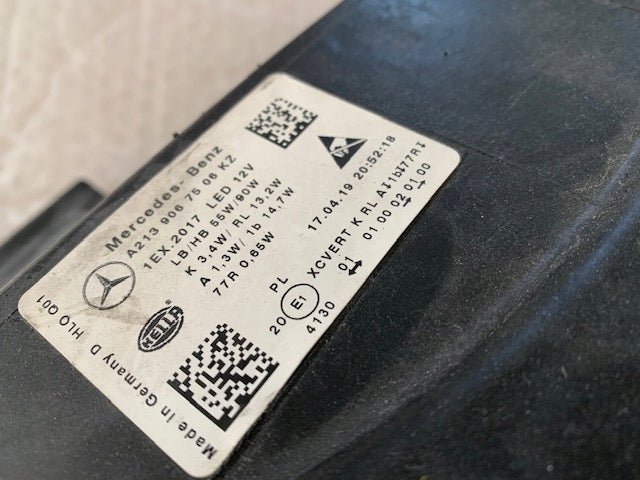 Mercedes-Benz
A213 906 75 06 KZ
1EX.2017 LED 12V
LB/HB 55W/90W
K 3,4W/ RL 13,2W
A 1,3W/ 1b 14,7W
77R 0,65W
17.04.19 20:52:18
PL
20 E1 XCVERT K RL A
4130 01 01 00 02 01 00
HELLA
Made in Germany D HLO Q01